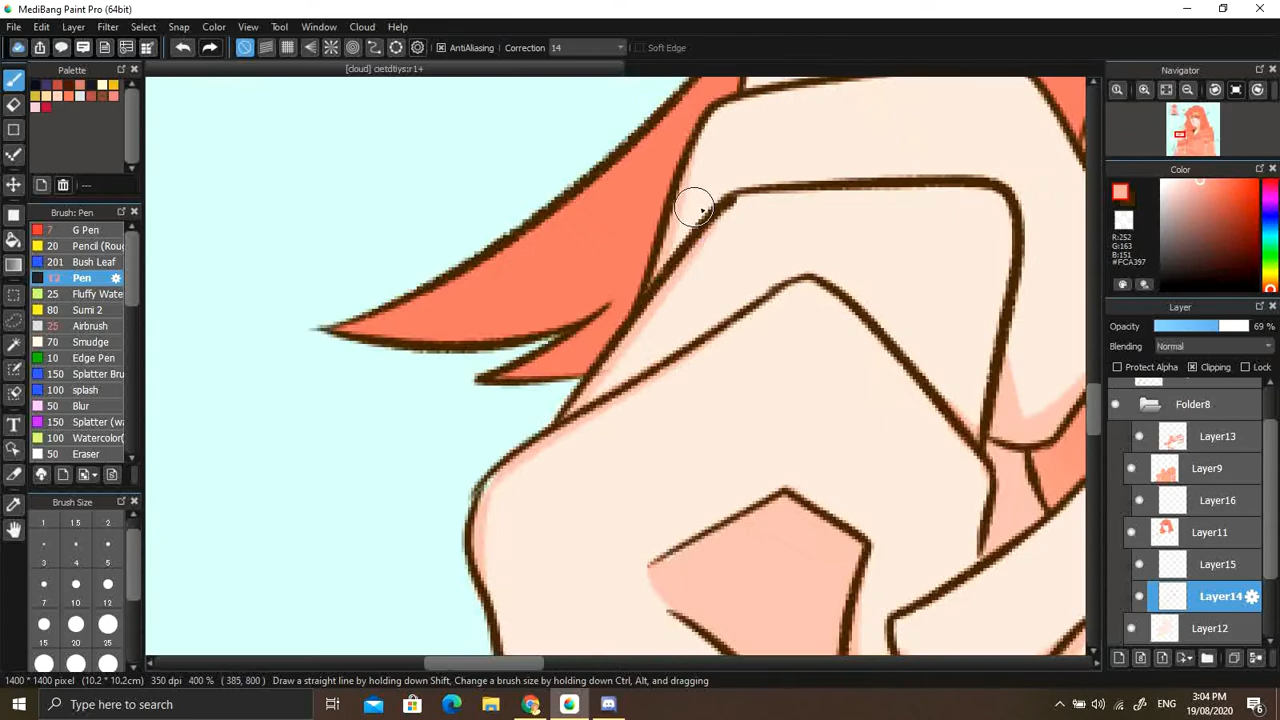 MediBang Paint Pro (64bit)
File Edit Layer Filter Select Snap Color View Tool Window Cloud Help
AntiAliasing Correction 14 Soft Edge
[cloud] cietdtiys:r1+
Palette
---
Brush: Pen
7 G Pen
20 Pencil (Roug
201 Bush Leaf
Pen
25 Fluffy Wate
80 Sumi 2
25 Airbrush
70 Smudge
10 Edge Pen
150 Splatter Bru
100 splash
50 Blur
150 Splatter (wa
100 Watercolor(
50 Eraser
Brush Size
1 1.5 2
3 4 5
7 10 12
15 20 25
Navigator
Color
R:252
G:163
B:151
#FCA397
Layer
Opacity 69 %
Blending Normal
Protect Alpha Clipping Lock
Folder8
Layer13
Layer9
Layer16
Layer11
Layer15
Layer14
Layer12
1400 * 1400 pixel (10.2 * 10.2cm) 350 dpi 400 % ( 385, 800 ) Draw a straight line by holding down Shift, Change a brush size by holding down Ctrl, Alt, and dragging
Type here to search
ENG
3:04 PM
19/08/2020
6